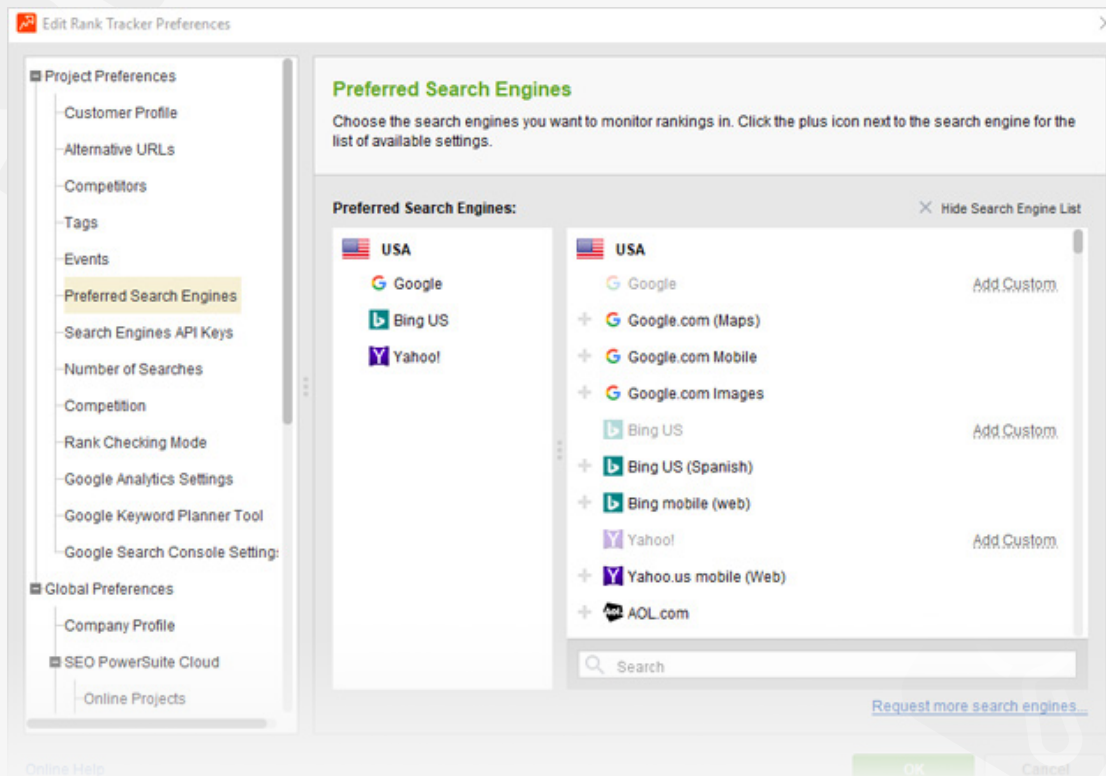 Edit Rank Tracker Preferences
Project Preferences
Customer Profile
Alternative URLs
Competitors
Tags
Events
Preferred Search Engines
Search Engines API Keys
Number of Searches
Competition
Rank Checking Mode
Google Analytics Settings
Google Keyword Planner Tool
Google Search Console Setting
Global Preferences
Company Profile
SEO PowerSuite Cloud
Online Projects
Preferred Search Engines
Choose the search engines you want to monitor rankings in. Click the plus icon next to the search engine for the
list of available settings.
Preferred Search Engines:
Hide Search Engine List
USA
Google
Bing US
Yahoo!
USA
Google Add Custom
Google.com (Maps)
Google.com Mobile
Google.com Images
Bing US Add Custom
Bing US (Spanish)
Bing mobile (web)
Yahoo! Add Custom
Yahoo.us mobile (Web)
Aol. AOL.com
Search
Request more search engines...
Online Help
OK
Cancel